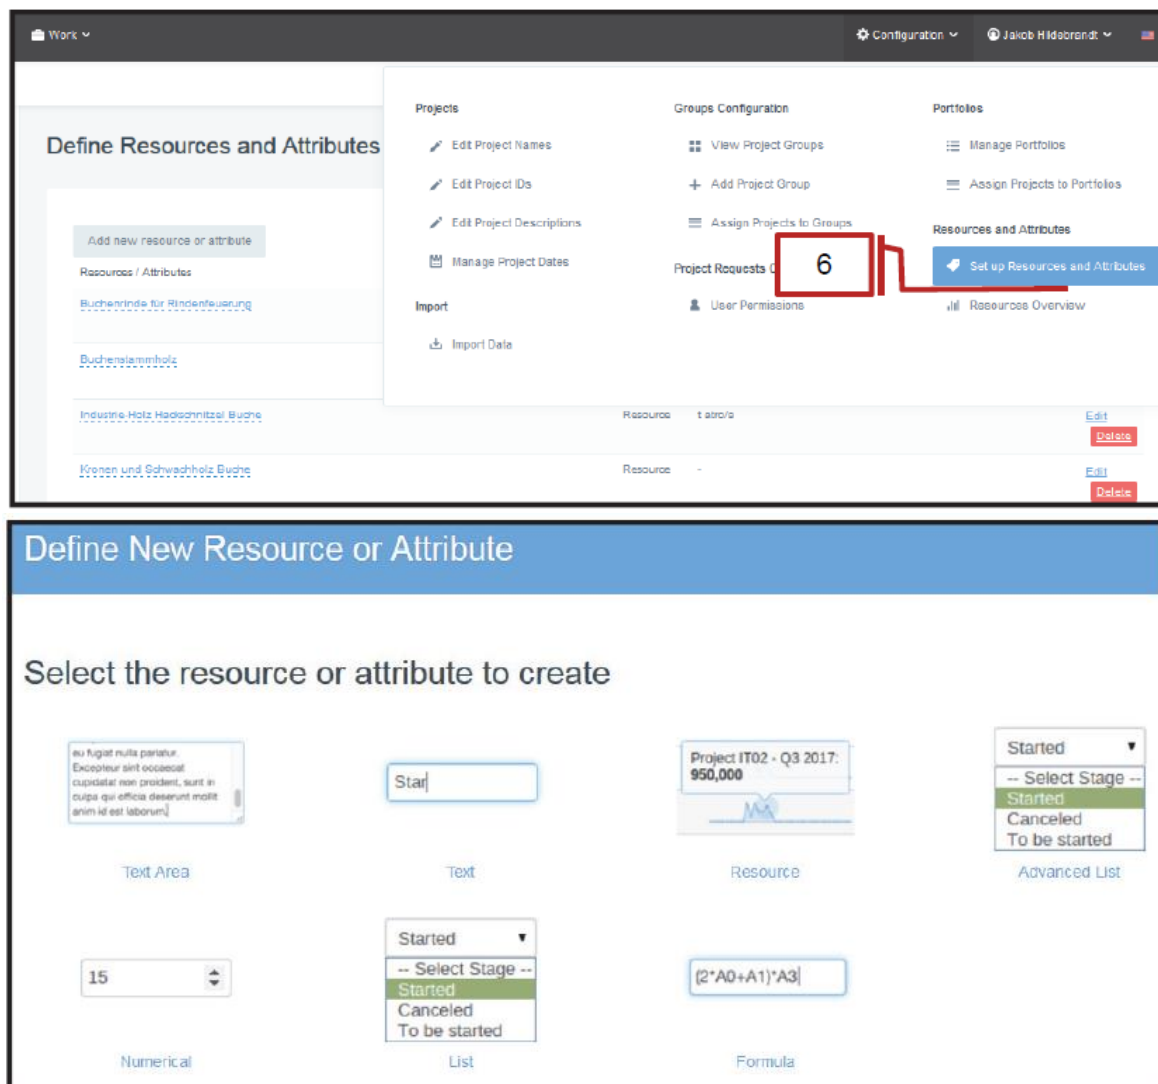 Work
Configuration
Jakob Hildebrandt
Define Resources and Attributes
Add new resource or attribute
Resources / Attributes
Buchenrinde für Rindenfeuerung
Buchenstammholz
Industrie-Holz Hackschnitzel Buche
Resource
t atro/a
Edit
Delete
Kronen und Schwachholz Buche
Resource
-
Edit
Delete
Projects
Edit Project Names
Edit Project IDs
Edit Project Descriptions
Manage Project Dates
Import
Import Data
Groups Configuration
View Project Groups
Add Project Group
Assign Projects to Groups
Project Requests
User Permissions
6
Portfolios
Manage Portfolios
Assign Projects to Portfolios
Resources and Attributes
Set up Resources and Attributes
Resources Overview
Define New Resource or Attribute
Select the resource or attribute to create
eu fugiat nulla pariatur.
Excepteur sint occaecat
cupidatat non proident, sunt in
culpa qui officia deserunt mollit
anim id est laborum.
Text Area
Star
Text
Project IT02 - Q3 2017:
950,000
Resource
Started
-- Select Stage --
Started
Canceled
To be started
Advanced List
15
Numerical
Started
-- Select Stage --
Started
Canceled
To be started
List
(2*A0+A1)*A3
Formula